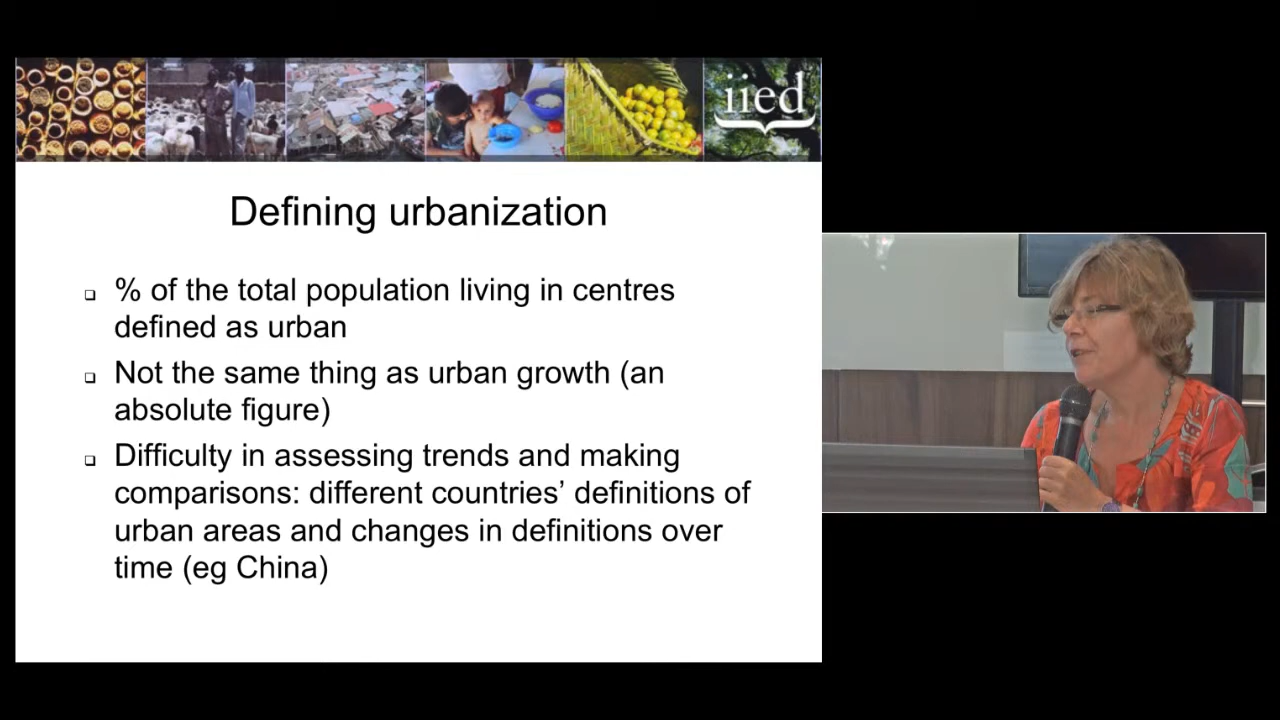 iied
Defining urbanization
% of the total population living in centres
defined as urban
Not the same thing as urban growth (an
absolute figure)
Difficulty in assessing trends and making
comparisons: different countries’ definitions of
urban areas and changes in definitions over
time (eg China)